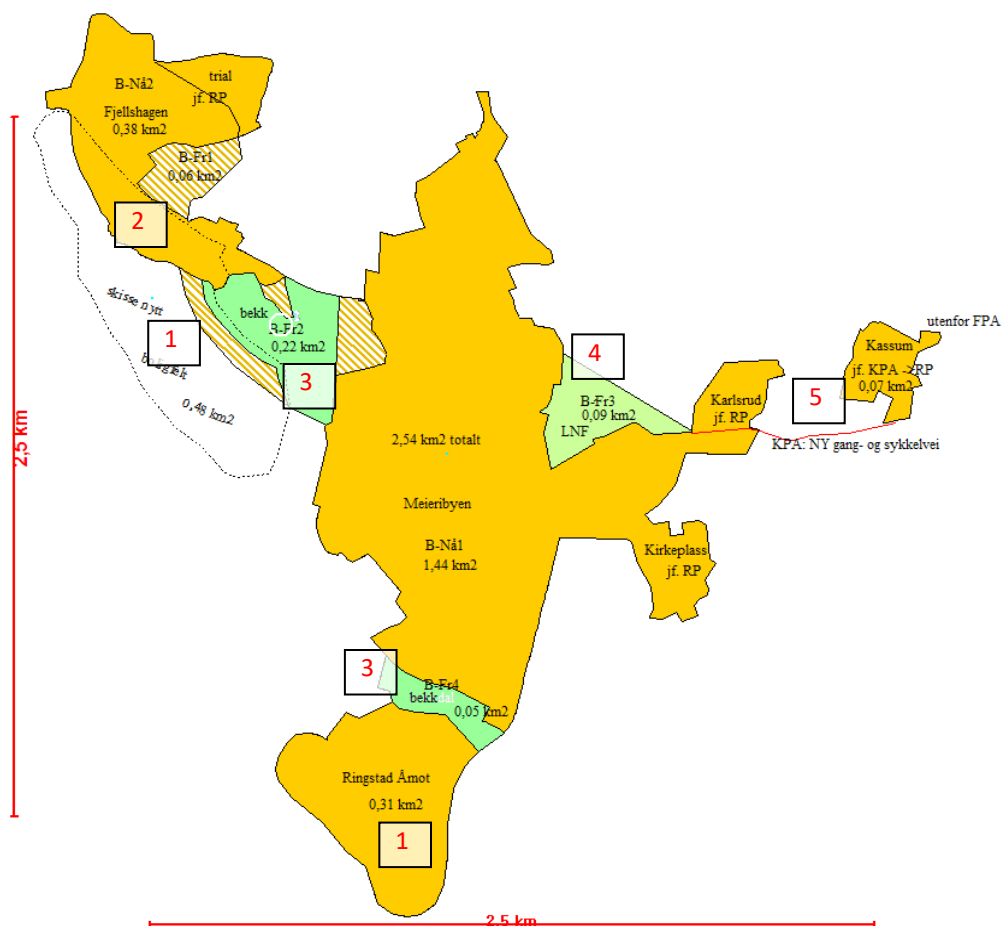 B-Nå2
Fjellshagen
0,38 km2
trial
jf. RP
B-Fr1
0,06 km2
2
skisse nytt
1
0,48 km2
bekk
B-Fr2
0,22 km2
3
2,5 km
2,54 km2 totalt
Meieribyen
B-Nå1
1,44 km2
4
B-Fr3
0,09 km2
LNF
Karlsrud
jf. RP
5
utenfor FPA
Kassum
jf. KPA ->RP
0,07 km2
KPA: NY gang- og sykkelvei
Kirkeplass
jf. RP
3
B-Fr4
bekkdal
0,05 km2
Ringstad Åmot
0,31 km2
1
2,5 km